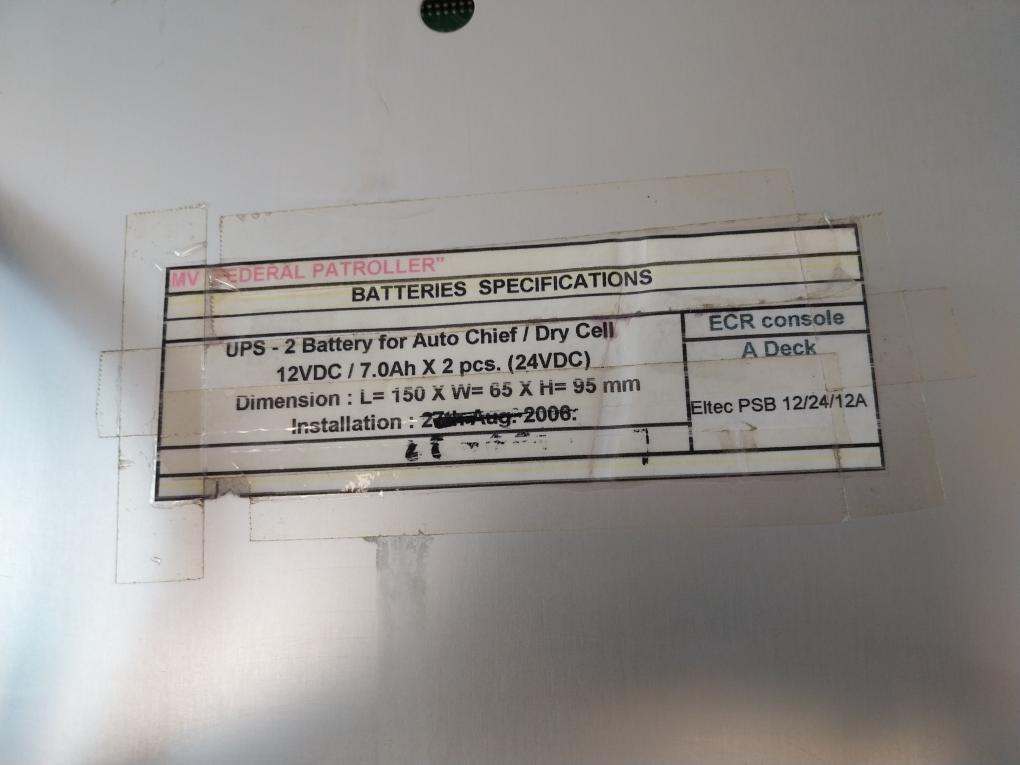 MV "FEDERAL PATROLLER"
BATTERIES SPECIFICATIONS
UPS - 2 Battery for Auto Chief / Dry Cell
12VDC / 7.0Ah X 2 pcs. (24VDC)
Dimension : L= 150 X W= 65 X H= 95 mm
Installation : 27th Aug. 2006.
ECR console
A Deck
Eltec PSB 12/24/12A